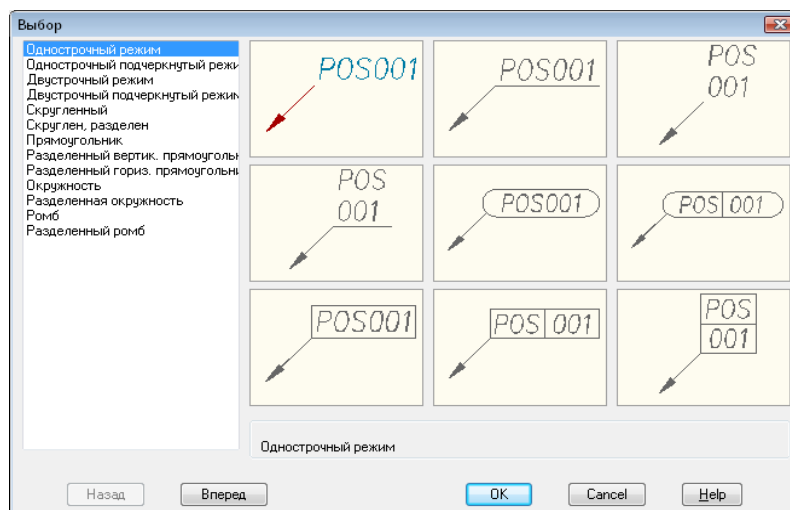 Выбор
Однострочный режим
Однострочный подчеркнутый режи
Двустрочный режим
Двустрочный подчеркнутый режим
Скругленный
Скруглен, разделен
Прямоугольник
Разделенный вертик. прямоуголь
Разделенный гориз. прямоугольни
Окружность
Разделенная окружность
Ромб
Разделенный ромб
POS001
POS001
POS
001
POS
001
POS001
POS 001
POS001
POS 001
POS
001
Однострочный режим
Назад
Вперед
OK
Cancel
Help